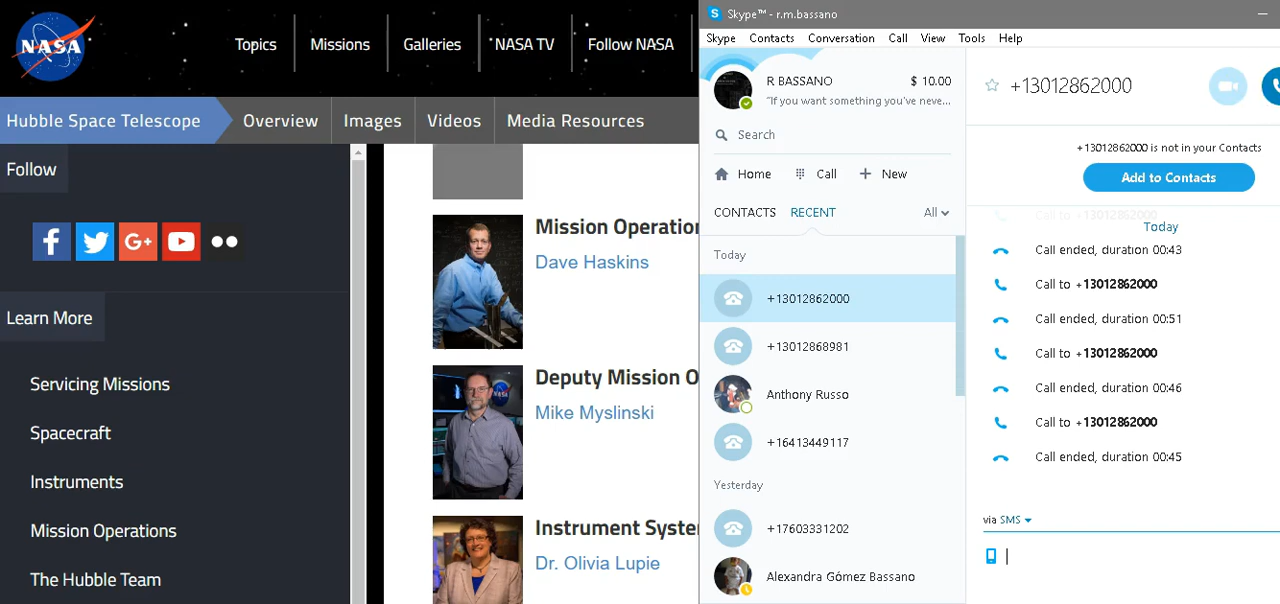 NASA
Topics
Missions
Galleries
NASA TV
Follow NASA
Hubble Space Telescope
Overview
Images
Videos
Media Resources
Follow
f
G+
Learn More
Servicing Missions
Spacecraft
Instruments
Mission Operations
The Hubble Team
Mission Operation
Dave Haskins
Deputy Mission O
Mike Myslinski
Instrument Syste
Dr. Olivia Lupie
S
Skype™ - r.m.bassano
Skype Contacts Conversation Call View Tools Help
R BASSANO
$ 10.00
"If you want something you've neve...
Search
Home
Call
New
CONTACTS
RECENT
All
Today
+13012862000
+13012868981
Anthony Russo
+16413449117
Yesterday
+17603331202
Alexandra Gómez Bassano
+13012862000
+13012862000 is not in your Contacts
Add to Contacts
Call to +13012862000
Today
Call ended, duration 00:43
Call to +13012862000
Call ended, duration 00:51
Call to +13012862000
Call ended, duration 00:46
Call to +13012862000
Call ended, duration 00:45
via SMS